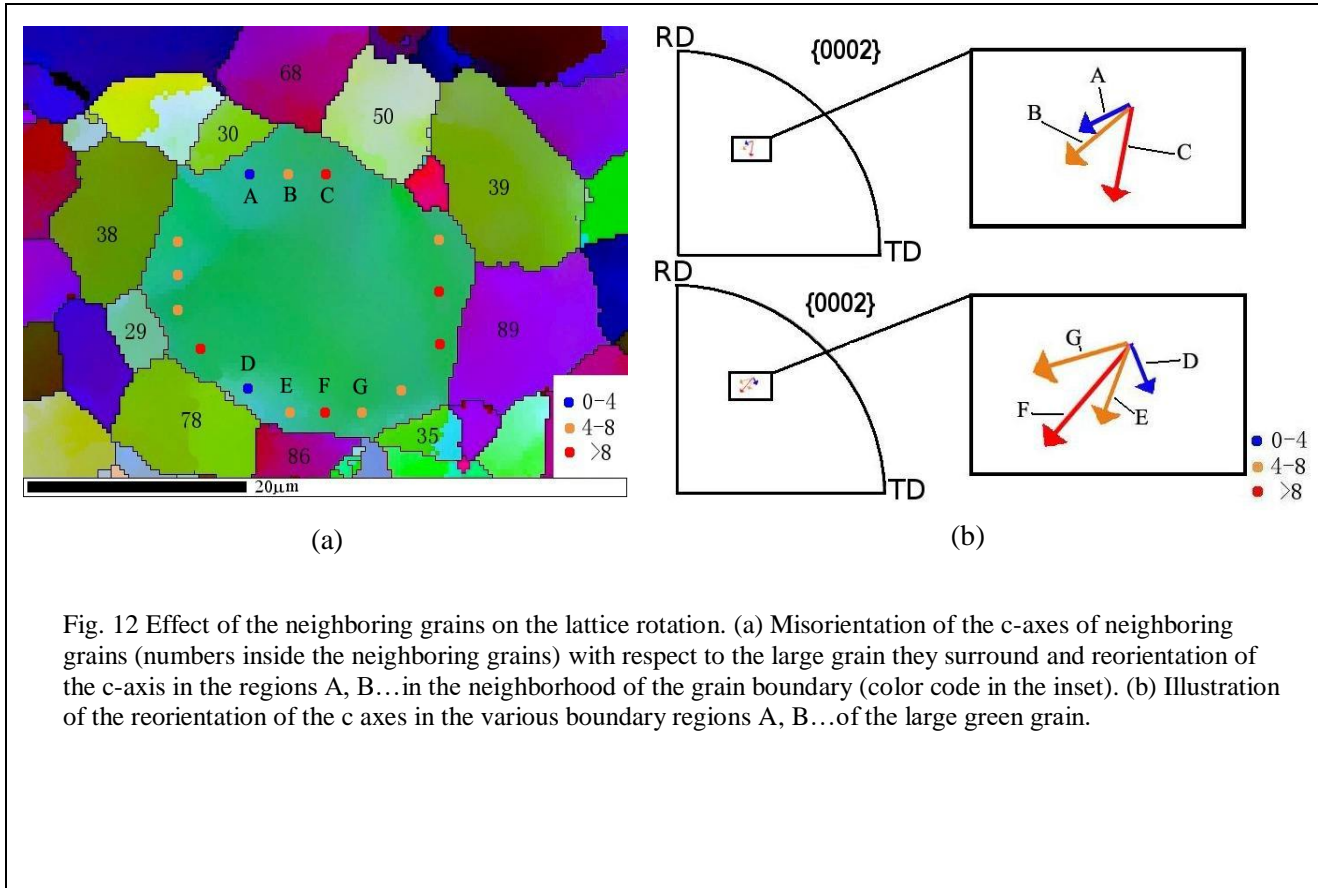 68
50
30
39
A B C
38
29
89
D
E F G
78
35
86
0-4
4-8
>8
20μm
(a)
RD
{0002}
TD
A
B
C
RD
{0002}
TD
G
D
F
E
0-4
4-8
>8
(b)
Fig. 12 Effect of the neighboring grains on the lattice rotation. (a) Misorientation of the c-axes of neighboring
grains (numbers inside the neighboring grains) with respect to the large grain they surround and reorientation of
the c-axis in the regions A, B…in the neighborhood of the grain boundary (color code in the inset). (b) Illustration
of the reorientation of the c axes in the various boundary regions A, B…of the large green grain.